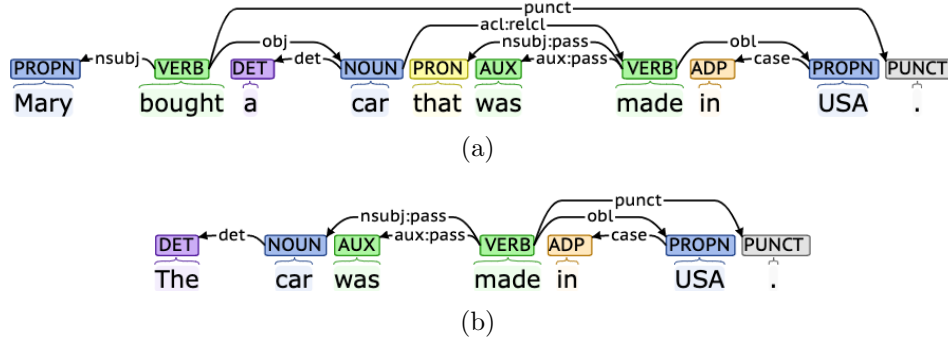 punct
acl:relcl
obj nsubj:pass obl
nsubj det aux:pass case
PROPN VERB DET NOUN PRON AUX VERB ADP PROPN PUNCT
Mary bought a car that was made in USA .
(a)
punct
nsubj:pass obl
det aux:pass case
DET NOUN AUX VERB ADP PROPN PUNCT
The car was made in USA .
(b)